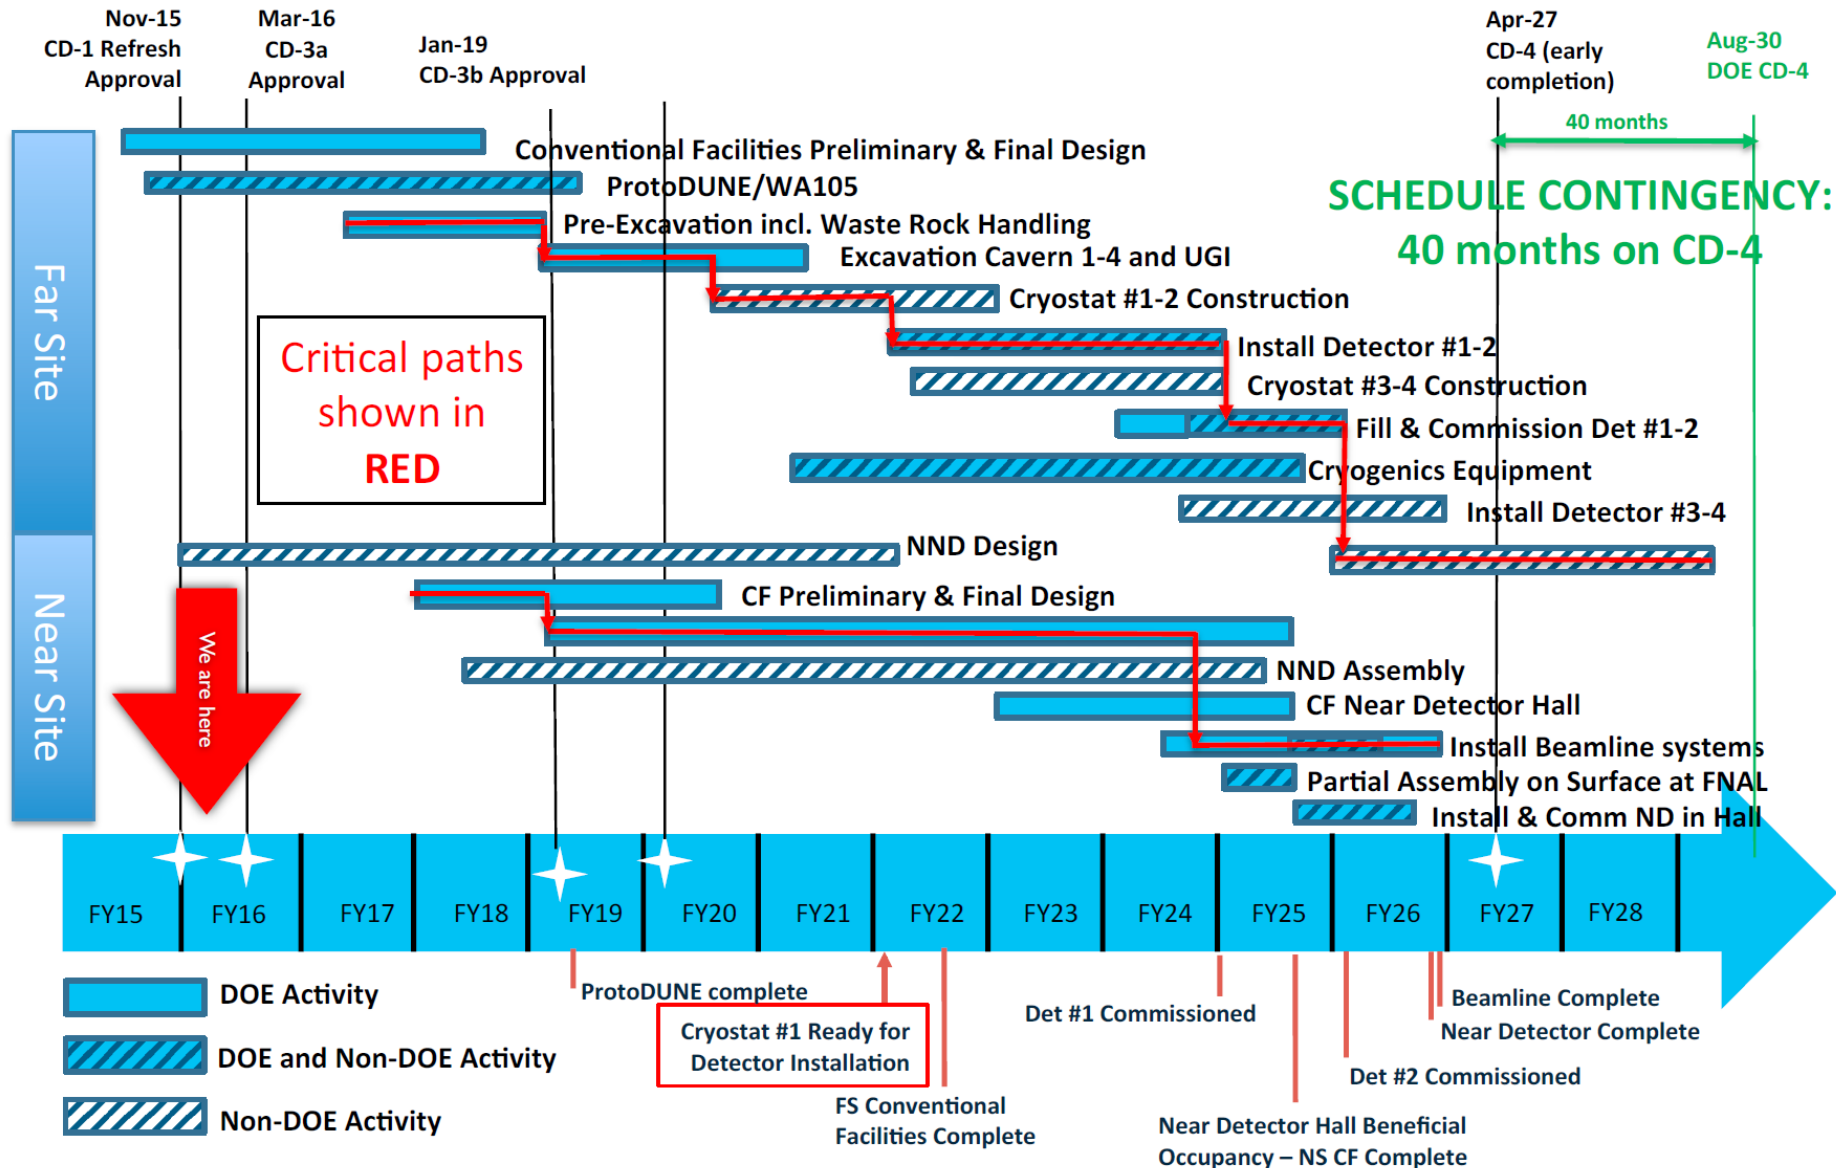 Nov-15
CD-1 Refresh
Approval
Mar-16
CD-3a
Approval
Jan-19
CD-3b Approval
Apr-27
CD-4 (early
completion)
Aug-30
DOE CD-4
40 months
SCHEDULE CONTINGENCY:
40 months on CD-4
Far Site
Conventional Facilities Preliminary & Final Design
ProtoDUNE/WA105
Pre-Excavation incl. Waste Rock Handling
Excavation Cavern 1-4 and UGI
Cryostat #1-2 Construction
Install Detector #1-2
Cryostat #3-4 Construction
Fill & Commission Det #1-2
Cryogenics Equipment
Install Detector #3-4
Critical paths
shown in
RED
Near Site
NND Design
CF Preliminary & Final Design
NND Assembly
CF Near Detector Hall
Install Beamline systems
Partial Assembly on Surface at FNAL
Install & Comm ND in Hall
We are here
FY15
FY16
FY17
FY18
FY19
FY20
FY21
FY22
FY23
FY24
FY25
FY26
FY27
FY28
DOE Activity
DOE and Non-DOE Activity
Non-DOE Activity
ProtoDUNE complete
Cryostat #1 Ready for
Detector Installation
FS Conventional
Facilities Complete
Det #1 Commissioned
Near Detector Hall Beneficial
Occupancy – NS CF Complete
Det #2 Commissioned
Beamline Complete
Near Detector Complete